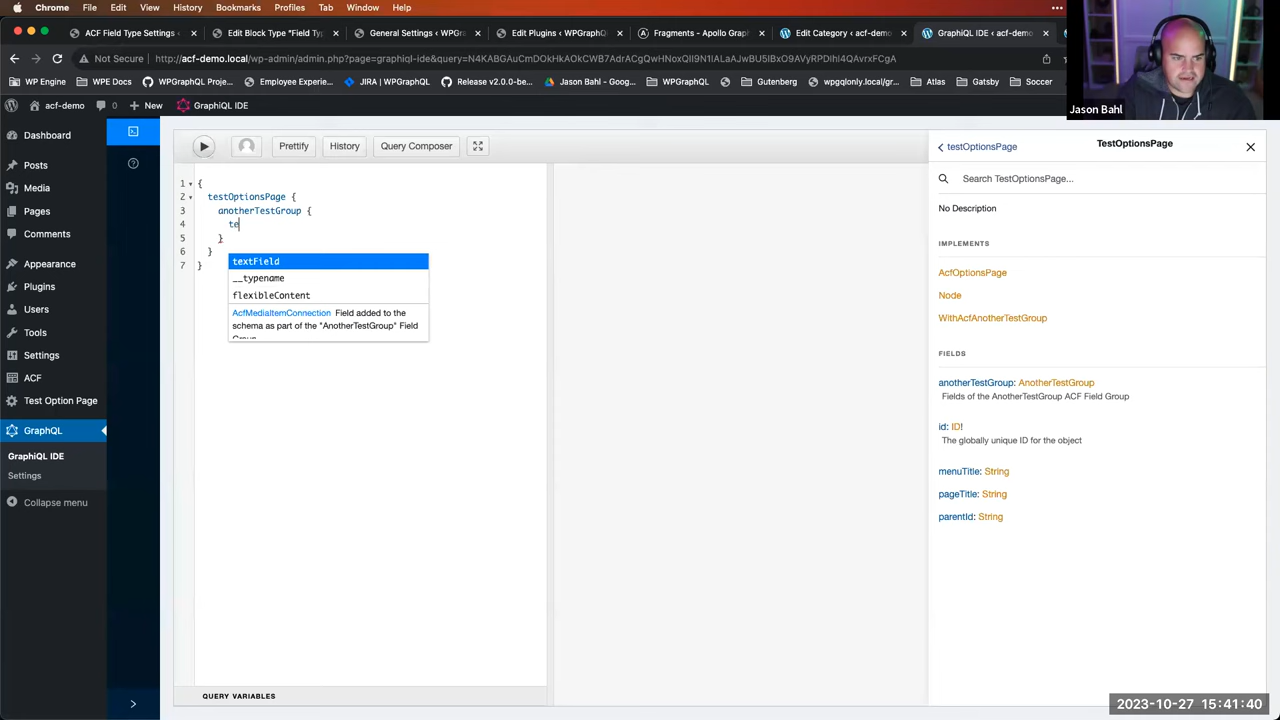 Chrome File Edit View History Bookmarks Profiles Tab Window Help
ACF Field Type Settings ‹
Edit Block Type "Field Typ
General Settings ‹ WPGra
Edit Plugins ‹ WPGraphQ
Fragments – Apollo Grap
Edit Category ‹ acf-demo
GraphiQL IDE ‹ acf-demo
Not Secure | http://acf-demo.local/wp-admin/admin.php?page=graphiql-ide&query=
WP Engine WPE Docs WPGraphQL Projec... Employee Experie... JIRA | WPGraphQL Release v2.0.0-be... Jason Bahl - Goog... WPGraphQL Gutenberg wpgqlonly/local/gr... Atlas Gatsby Soccer
Jason Bahl
acf-demo 0 New GraphiQL IDE
Dashboard
Posts
Media
Pages
Comments
Appearance
Plugins
Users
Tools
Settings
ACF
Test Option Page
GraphQL
GraphiQL IDE
Settings
Collapse menu
Prettify History Query Composer
1 {
2 testOptionsPage {
3 anotherTestGroup {
4 te
5 }
6 }
7 }
textField
__typename
flexibleContent
AcfMediaItemConnection Field added to the
schema as part of the "AnotherTestGroup" Field
Group
QUERY VARIABLES
testOptionsPage TestOptionsPage
Search TestOptionsPage...
No Description
IMPLEMENTS
AcfOptionsPage
Node
WithAcfAnotherTestGroup
FIELDS
anotherTestGroup: AnotherTestGroup
Fields of the AnotherTestGroup ACF Field Group
id: ID!
The globally unique ID for the object
menuTitle: String
pageTitle: String
parentId: String
2023-10-27 15:41:40